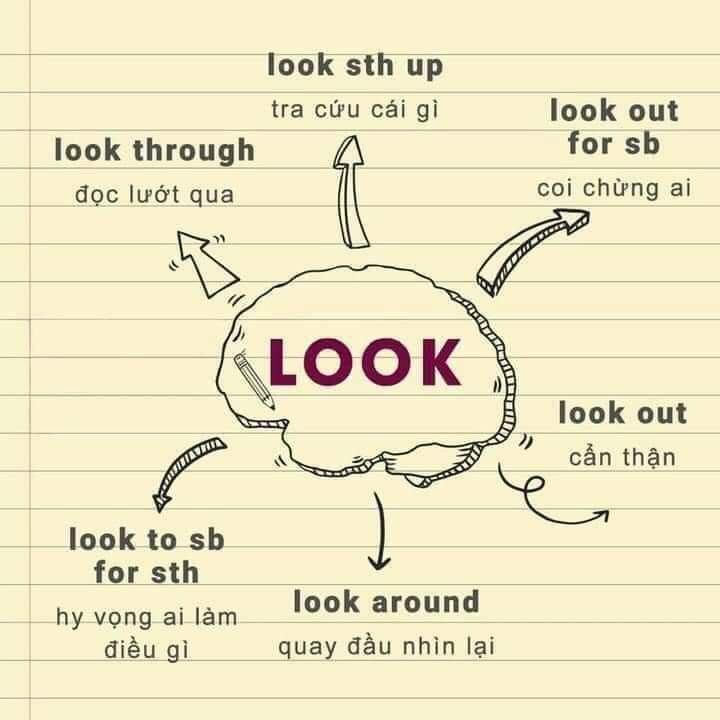 look sth up
tra cứu cái gì
look out
for sb
coi chừng ai
look through
đọc lướt qua
LOOK
look out
cẩn thận
look to sb
for sth
hy vọng ai làm
điều gì
look around
quay đầu nhìn lại